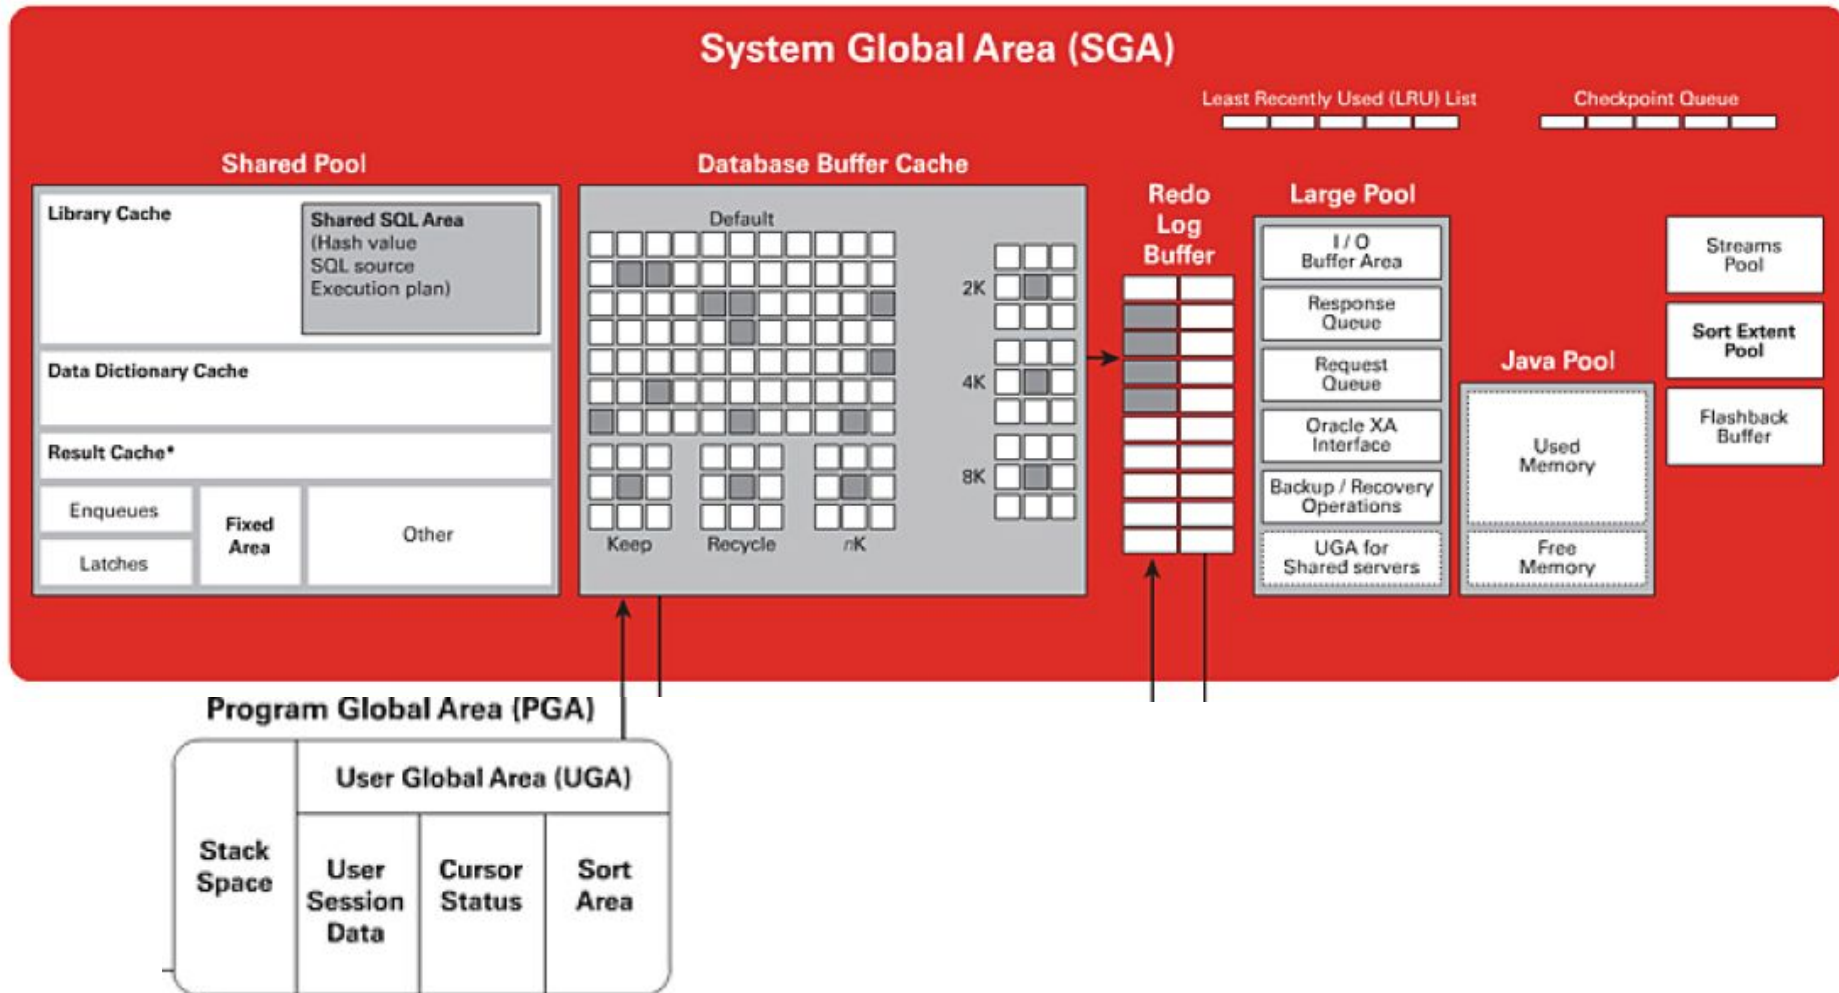 System Global Area (SGA)
Least Recently Used (LRU) List
Checkpoint Queue
Shared Pool
Library Cache
Shared SQL Area
(Hash value
SQL source
Execution plan)
Data Dictionary Cache
Result Cache*
Enqueues
Latches
Fixed
Area
Other
Database Buffer Cache
Default
2K
4K
8K
Keep
Recycle
nK
Redo
Log
Buffer
Large Pool
I / O
Buffer Area
Response
Queue
Request
Queue
Oracle XA
Interface
Backup / Recovery
Operations
UGA for
Shared servers
Java Pool
Used
Memory
Free
Memory
Streams
Pool
Sort Extent
Pool
Flashback
Buffer
Program Global Area (PGA)
User Global Area (UGA)
Stack
Space
User
Session
Data
Cursor
Status
Sort
Area